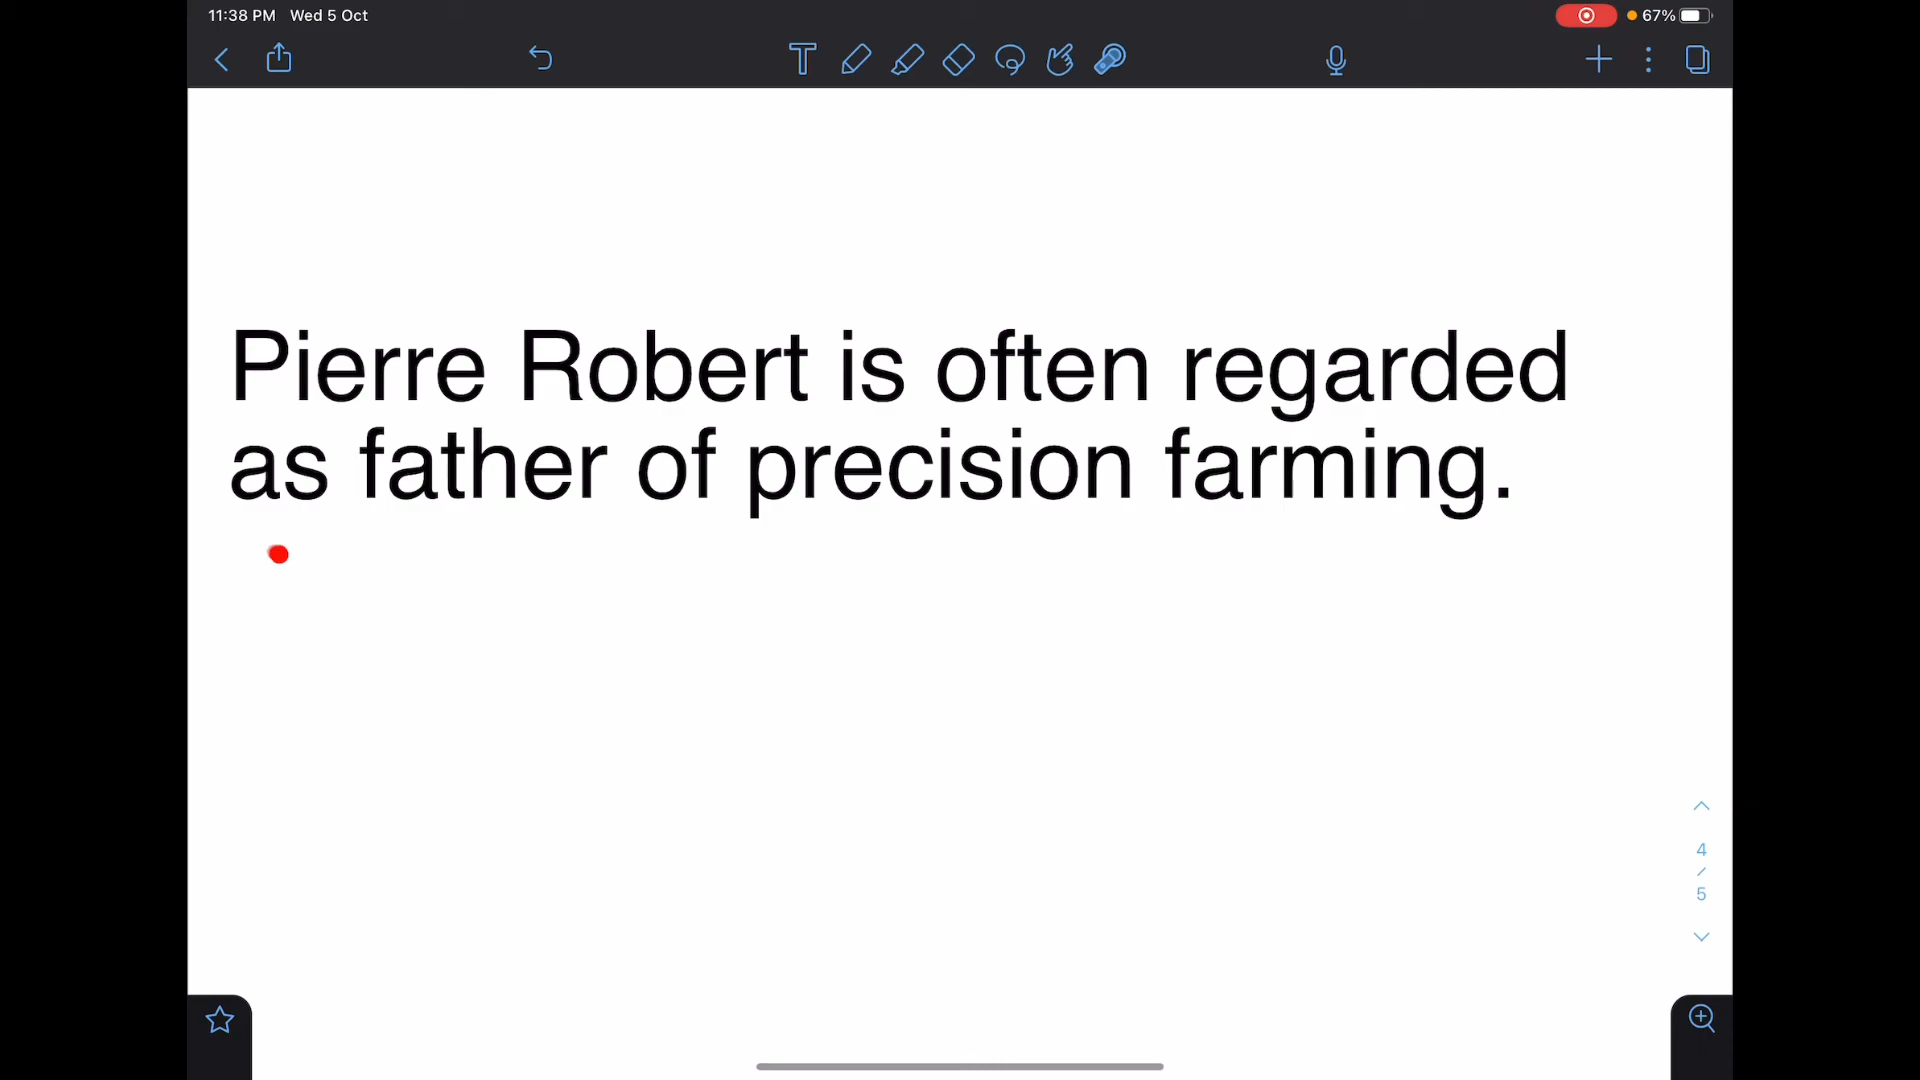 11:38 PM Wed 5 Oct
67%
Pierre Robert is often regarded
as father of precision farming.
4
/
5